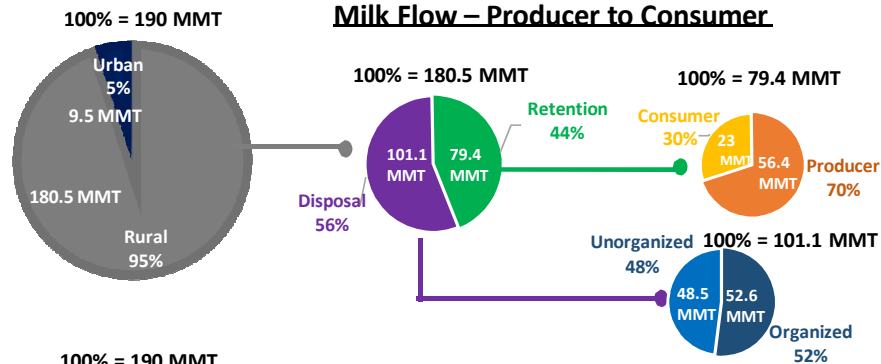 Milk Flow – Producer to Consumer
100% = 190 MMT
Urban
5%
9.5 MMT
180.5 MMT
Rural
95%
100% = 180.5 MMT
Retention
44%
101.1
MMT
79.4
MMT
Disposal
56%
100% = 79.4 MMT
Consumer
30%
23
MMT
56.4
MMT
Producer
70%
Unorganized
48%
100% = 101.1 MMT
48.5
MMT
52.6
MMT
Organized
52%
100% = 190 MMT